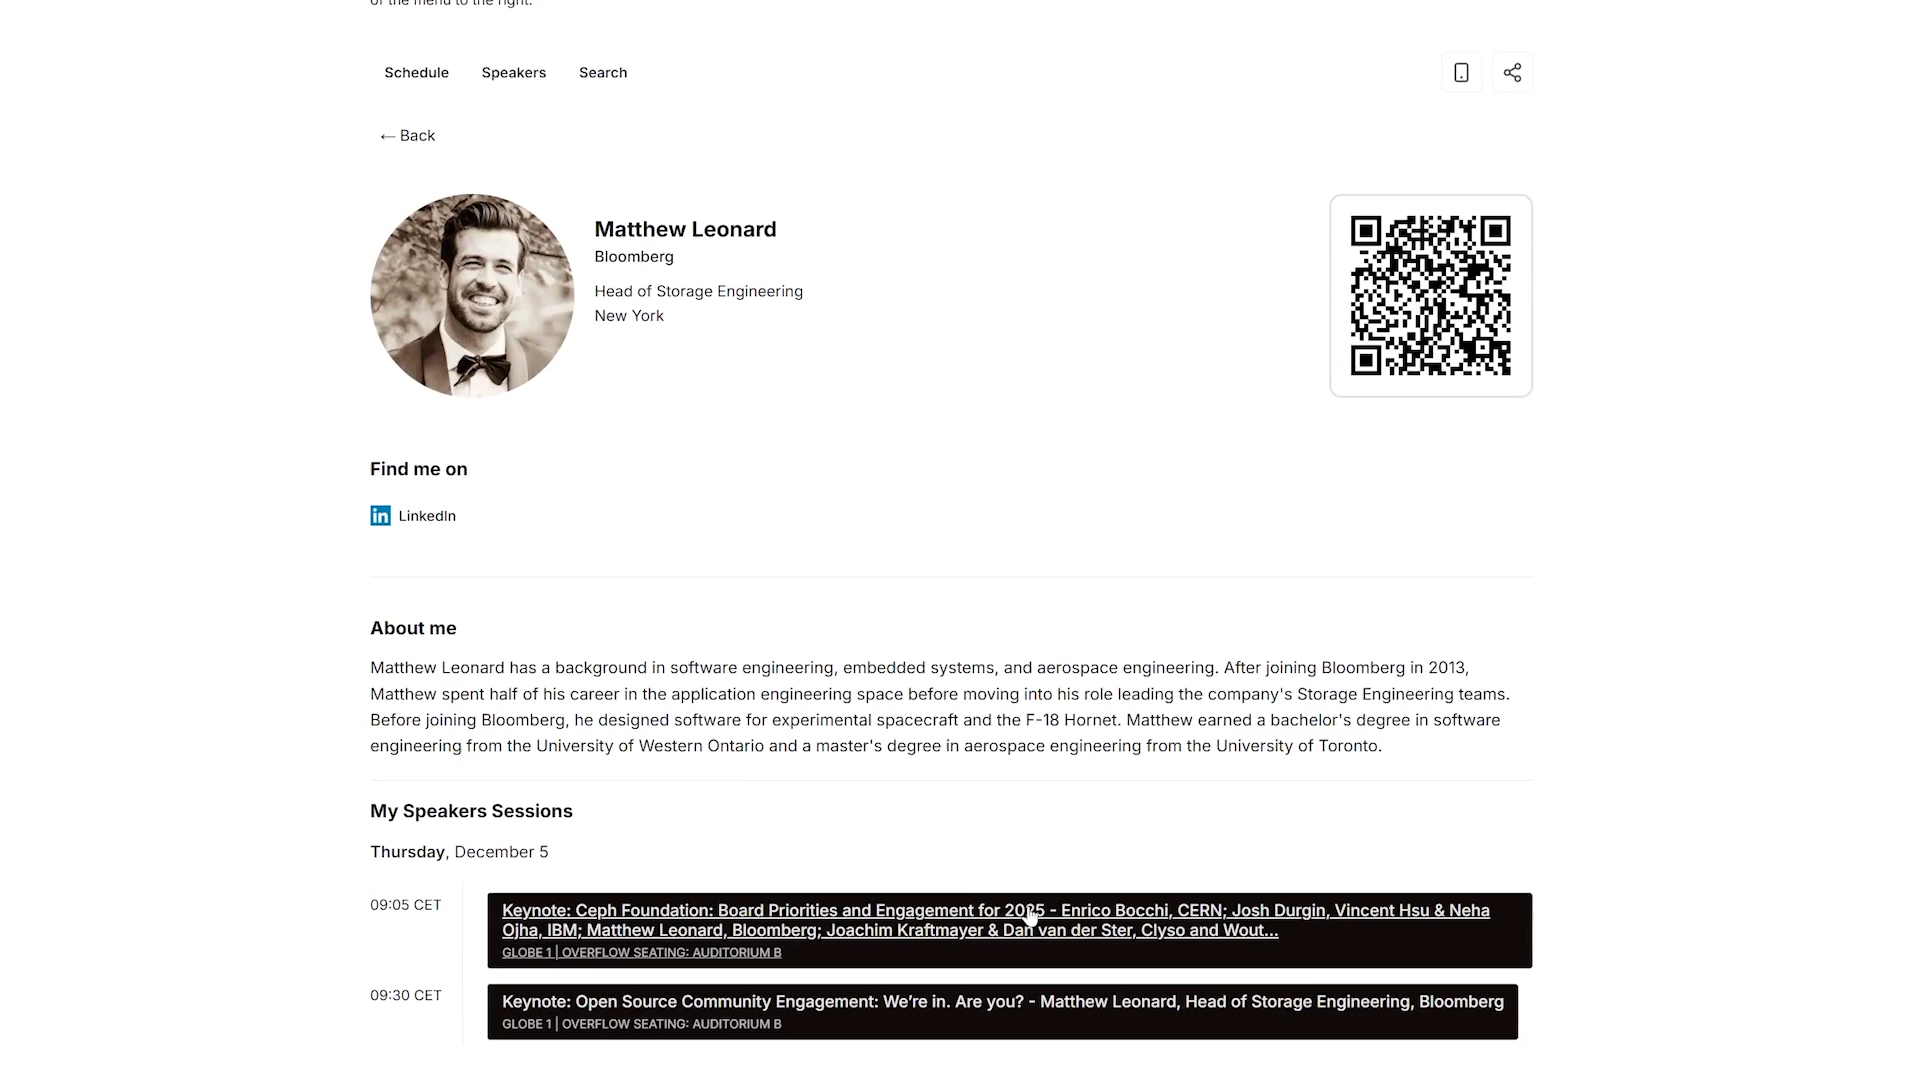 of the menu to the right.
Schedule
Speakers
Search
← Back
Matthew Leonard
Bloomberg
Head of Storage Engineering
New York
Find me on
in LinkedIn
About me
Matthew Leonard has a background in software engineering, embedded systems, and aerospace engineering. After joining Bloomberg in 2013,
Matthew spent half of his career in the application engineering space before moving into his role leading the company's Storage Engineering teams.
Before joining Bloomberg, he designed software for experimental spacecraft and the F-18 Hornet. Matthew earned a bachelor's degree in software
engineering from the University of Western Ontario and a master's degree in aerospace engineering from the University of Toronto.
My Speakers Sessions
Thursday, December 5
09:05 CET
Keynote: Ceph Foundation: Board Priorities and Engagement for 2025 - Enrico Bocchi, CERN; Josh Durgin, Vincent Hsu & Neha
Ojha, IBM; Matthew Leonard, Bloomberg; Joachim Kraftmayer & Dan van der Ster, Clyso and Wout...
GLOBE 1 | OVERFLOW SEATING: AUDITORIUM B
09:30 CET
Keynote: Open Source Community Engagement: We're in. Are you? - Matthew Leonard, Head of Storage Engineering, Bloomberg
GLOBE 1 | OVERFLOW SEATING: AUDITORIUM B